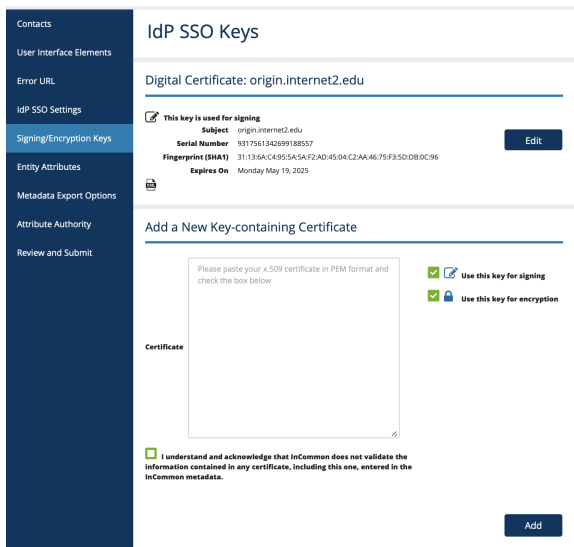 Contacts
User Interface Elements
Error URL
IdP SSO Settings
Signing/Encryption Keys
Entity Attributes
Metadata Export Options
Attribute Authority
Review and Submit
IdP SSO Keys
Digital Certificate: origin.internet2.edu
This key is used for signing
Subject origin.internet2.edu
Serial Number 9317561342699188557
Fingerprint (SHA1) 31:13:6A:C4:95:5A:5A:F2:AD:45:04:C2:AA:46:75:F3:5D:DB:0C:96
Expires On Monday May 19, 2025
Edit
XML
Add a New Key-containing Certificate
Certificate
Please paste your x.509 certificate in PEM format and
check the box below
Use this key for signing
Use this key for encryption
I understand and acknowledge that InCommon does not validate the
information contained in any certificate, including this one, entered in the
InCommon metadata.
Add